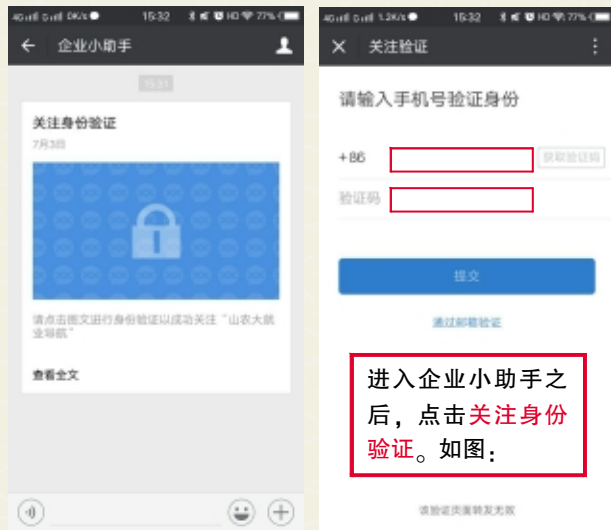 15:32
77%
企业小助手
15:31
关注身份验证
7月3日
请点击图文进行身份验证以成功关注“山农大就
业导航”
查看全文
15:32
77%
关注验证
请输入手机号验证身份
+86
获取验证码
验证码
提交
通过邮箱验证
进入企业小助手之
后，点击关注身份
验证。如图：
该验证页面转发无效